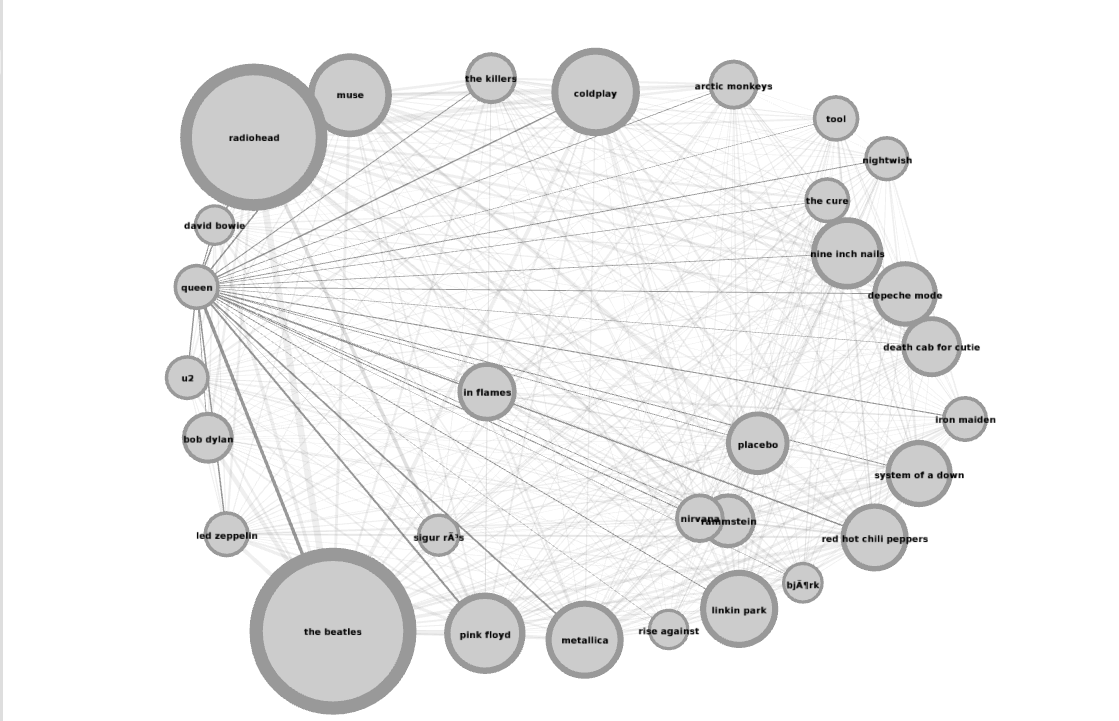 the killers
arctic monkeys
coldplay
muse
tool
radiohead
nightwish
the cure
david bowie
nine inch nails
queen
depeche mode
death cab for cutie
u2
in flames
iron maiden
bob dylan
placebo
system of a down
nirvana
rammstein
led zeppelin
sigur rÃ³s
red hot chili peppers
bjÃ¶rk
linkin park
the beatles
rise against
pink floyd
metallica